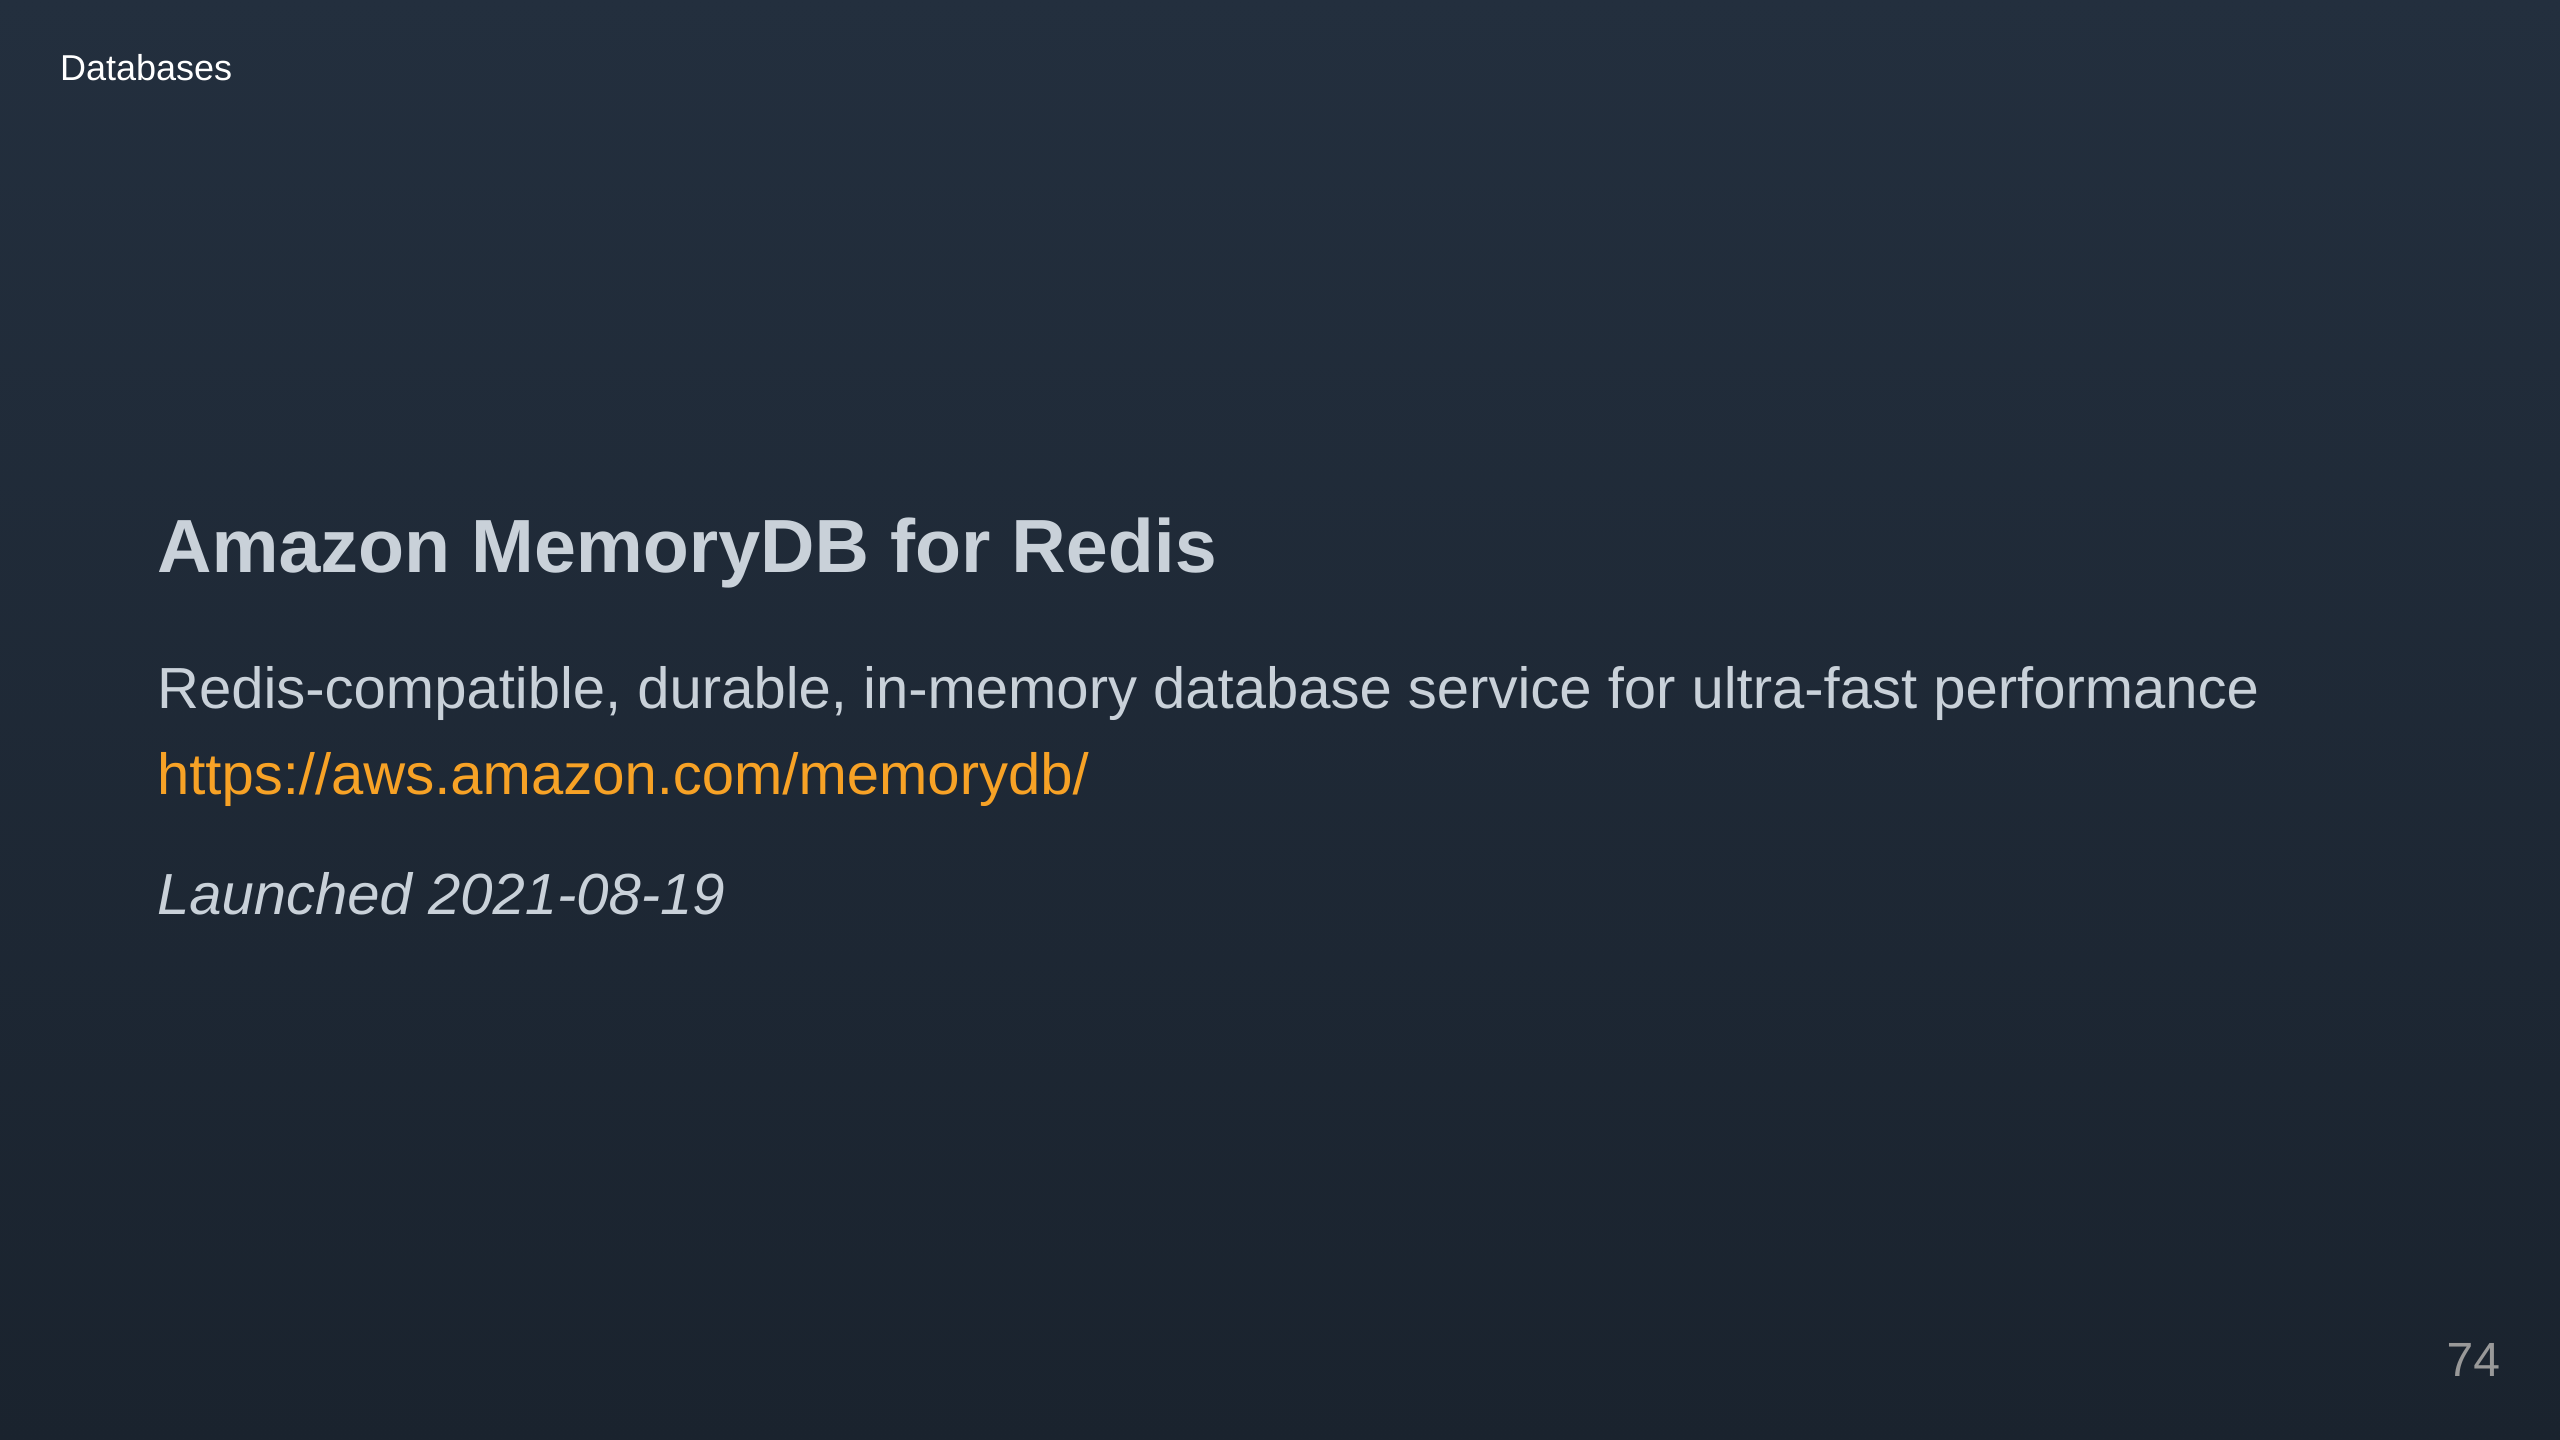 Databases
Amazon MemoryDB for Redis
Redis-compatible, durable, in-memory database service for ultra-fast performance
https://aws.amazon.com/memorydb/
Launched 2021-08-19
74